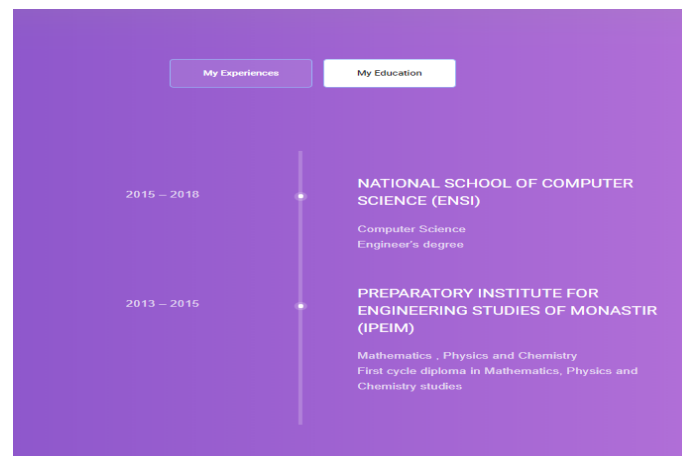 My Experiences
My Education
2015 – 2018
NATIONAL SCHOOL OF COMPUTER
SCIENCE (ENSI)
Computer Science
Engineer's degree
2013 – 2015
PREPARATORY INSTITUTE FOR
ENGINEERING STUDIES OF MONASTIR
(IPEIM)
Mathematics , Physics and Chemistry
First cycle diploma in Mathematics, Physics and
Chemistry studies